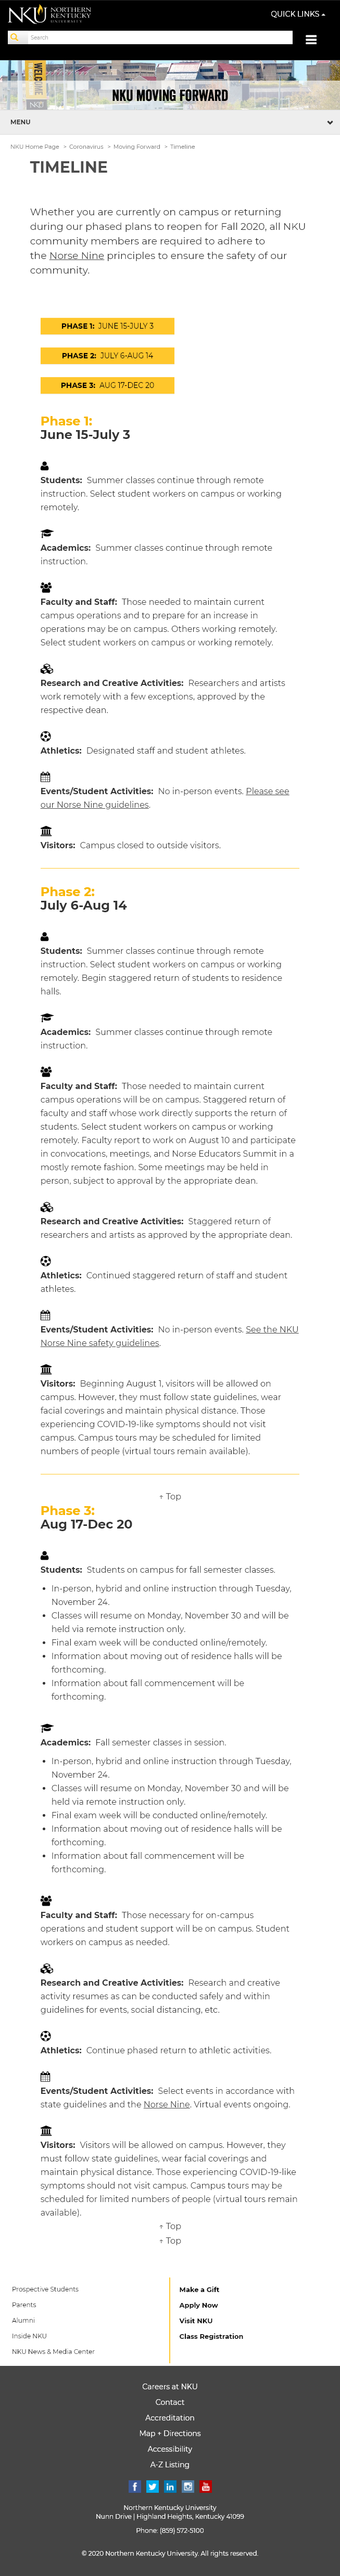 NKU NORTHERN
KENTUCKY
UNIVERSITY
QUICK LINKS
Search
WELCOME
NKU
NKU MOVING FORWARD
MENU
NKU Home Page > Coronavirus > Moving Forward > Timeline
TIMELINE
Whether you are currently on campus or returning
during our phased plans to reopen for Fall 2020, all NKU
community members are required to adhere to
the Norse Nine principles to ensure the safety of our
community.
PHASE 1: JUNE 15-JULY 3
PHASE 2: JULY 6-AUG 14
PHASE 3: AUG 17-DEC 20
Phase 1:
June 15-July 3
Students: Summer classes continue through remote
instruction. Select student workers on campus or working
remotely.
Academics: Summer classes continue through remote
instruction.
Faculty and Staff: Those needed to maintain current
campus operations and to prepare for an increase in
operations may be on campus. Others working remotely.
Select student workers on campus or working remotely.
Research and Creative Activities: Researchers and artists
work remotely with a few exceptions, approved by the
respective dean.
Athletics: Designated staff and student athletes.
Events/Student Activities: No in-person events. Please see
our Norse Nine guidelines.
Visitors: Campus closed to outside visitors.
Phase 2:
July 6-Aug 14
Students: Summer classes continue through remote
instruction. Select student workers on campus or working
remotely. Begin staggered return of students to residence
halls.
Academics: Summer classes continue through remote
instruction.
Faculty and Staff: Those needed to maintain current
campus operations will be on campus. Staggered return of
faculty and staff whose work directly supports the return of
students. Select student workers on campus or working
remotely. Faculty report to work on August 10 and participate
in convocations, meetings, and Norse Educators Summit in a
mostly remote fashion. Some meetings may be held in
person, subject to approval by the appropriate dean.
Research and Creative Activities: Staggered return of
researchers and artists as approved by the appropriate dean.
Athletics: Continued staggered return of staff and student
athletes.
Events/Student Activities: No in-person events. See the NKU
Norse Nine safety guidelines.
Visitors: Beginning August 1, visitors will be allowed on
campus. However, they must follow state guidelines, wear
facial coverings and maintain physical distance. Those
experiencing COVID-19-like symptoms should not visit
campus. Campus tours may be scheduled for limited
numbers of people (virtual tours remain available).
↑ Top
Phase 3:
Aug 17-Dec 20
Students: Students on campus for fall semester classes.
• In-person, hybrid and online instruction through Tuesday,
November 24.
• Classes will resume on Monday, November 30 and will be
held via remote instruction only.
• Final exam week will be conducted online/remotely.
• Information about moving out of residence halls will be
forthcoming.
• Information about fall commencement will be
forthcoming.
Academics: Fall semester classes in session.
• In-person, hybrid and online instruction through Tuesday,
November 24.
• Classes will resume on Monday, November 30 and will be
held via remote instruction only.
• Final exam week will be conducted online/remotely.
• Information about moving out of residence halls will be
forthcoming.
• Information about fall commencement will be
forthcoming.
Faculty and Staff: Those necessary for on-campus
operations and student support will be on campus. Student
workers on campus as needed.
Research and Creative Activities: Research and creative
activity resumes as can be conducted safely and within
guidelines for events, social distancing, etc.
Athletics: Continue phased return to athletic activities.
Events/Student Activities: Select events in accordance with
state guidelines and the Norse Nine. Virtual events ongoing.
Visitors: Visitors will be allowed on campus. However, they
must follow state guidelines, wear facial coverings and
maintain physical distance. Those experiencing COVID-19-like
symptoms should not visit campus. Campus tours may be
scheduled for limited numbers of people (virtual tours remain
available).
↑ Top
↑ Top
Prospective Students
Parents
Alumni
Inside NKU
NKU News & Media Center
Make a Gift
Apply Now
Visit NKU
Class Registration
Careers at NKU
Contact
Accreditation
Map + Directions
Accessibility
A-Z Listing
Northern Kentucky University
Nunn Drive | Highland Heights, Kentucky 41099
Phone: (859) 572-5100
© 2020 Northern Kentucky University. All rights reserved.